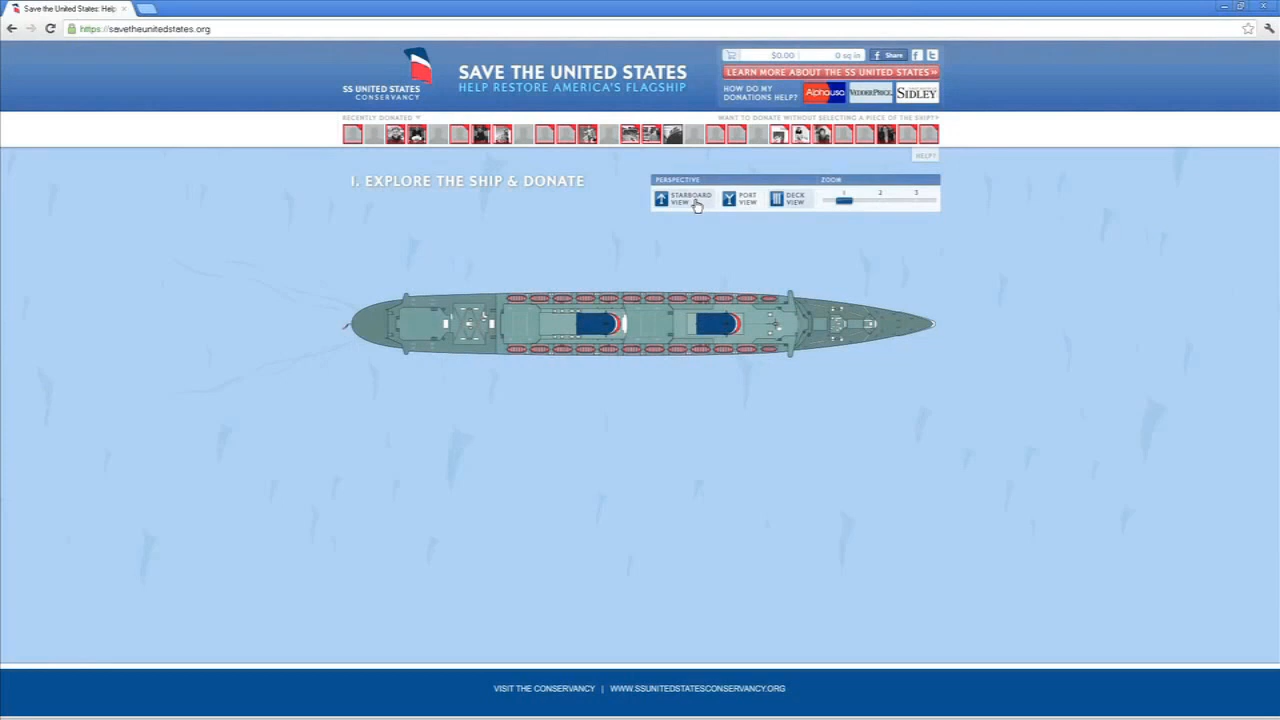 Save the United States: Help
https://savetheunitedstates.org
SS UNITED STATES
CONSERVANCY
SAVE THE UNITED STATES
HELP RESTORE AMERICA'S FLAGSHIP
$0.00
0 sq in
Share
LEARN MORE ABOUT THE SS UNITED STATES »
HOW DO MY
DONATIONS HELP?
Alphause
VEDDER PRICE
SIDLEY
RECENTLY DONATED
WANT TO DONATE WITHOUT SELECTING A PIECE OF THE SHIP?
HELP?
1. EXPLORE THE SHIP & DONATE
PERSPECTIVE
ZOOM
STARBOARD
VIEW
PORT
VIEW
DECK
VIEW
1
2
3
VISIT THE CONSERVANCY | WWW.SSUNITEDSTATESCONSERVANCY.ORG